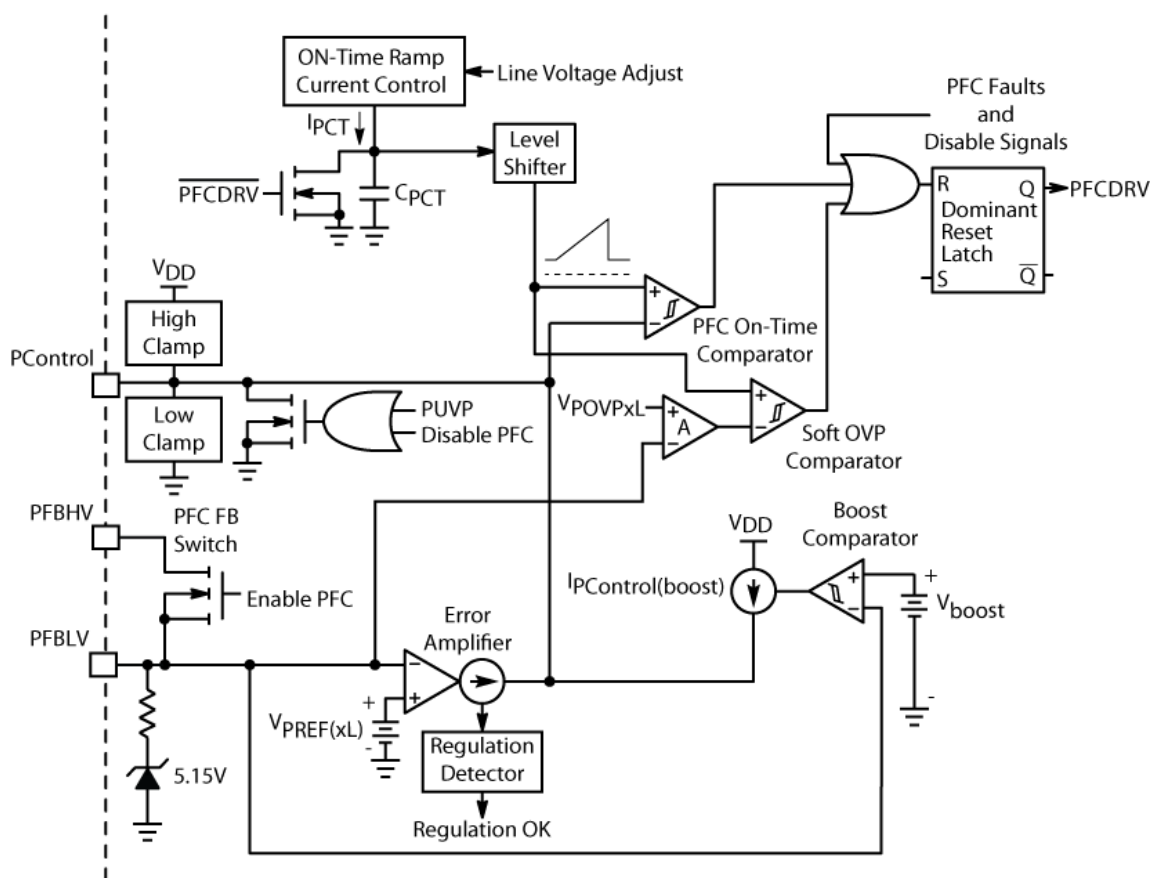 ON-Time Ramp
Current Control
Line Voltage Adjust
IPCT
Level
Shifter
PFCDRV
CPCT
PFC Faults
and
Disable Signals
R
Q
PFCDRV
Dominant
Reset
Latch
S
Q
VDD
High
Clamp
+
-
PFC On-Time
Comparator
PControl
Low
Clamp
PUVP
Disable PFC
VPOVPxL
+
A
-
+
-
Soft OVP
Comparator
PFBHV
PFC FB
Switch
Enable PFC
VDD
Boost
Comparator
IPControl(boost)
+
-
+
Vboost
-
PFBLV
Error
Amplifier
-
+
+
VPREF(xL)
-
Regulation
Detector
5.15V
Regulation OK